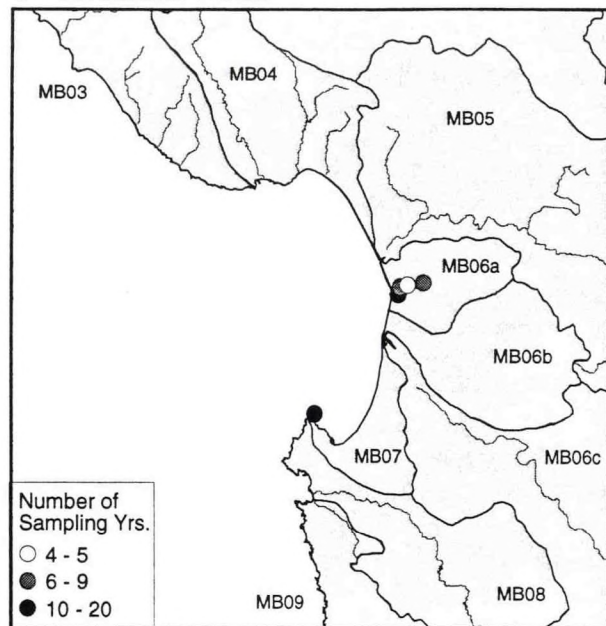 MB03
MB04
MB05
MB06a
MB06b
MB07
MB06c
MB08
MB09
Number of
Sampling Yrs.
4 - 5
6 - 9
10 - 20